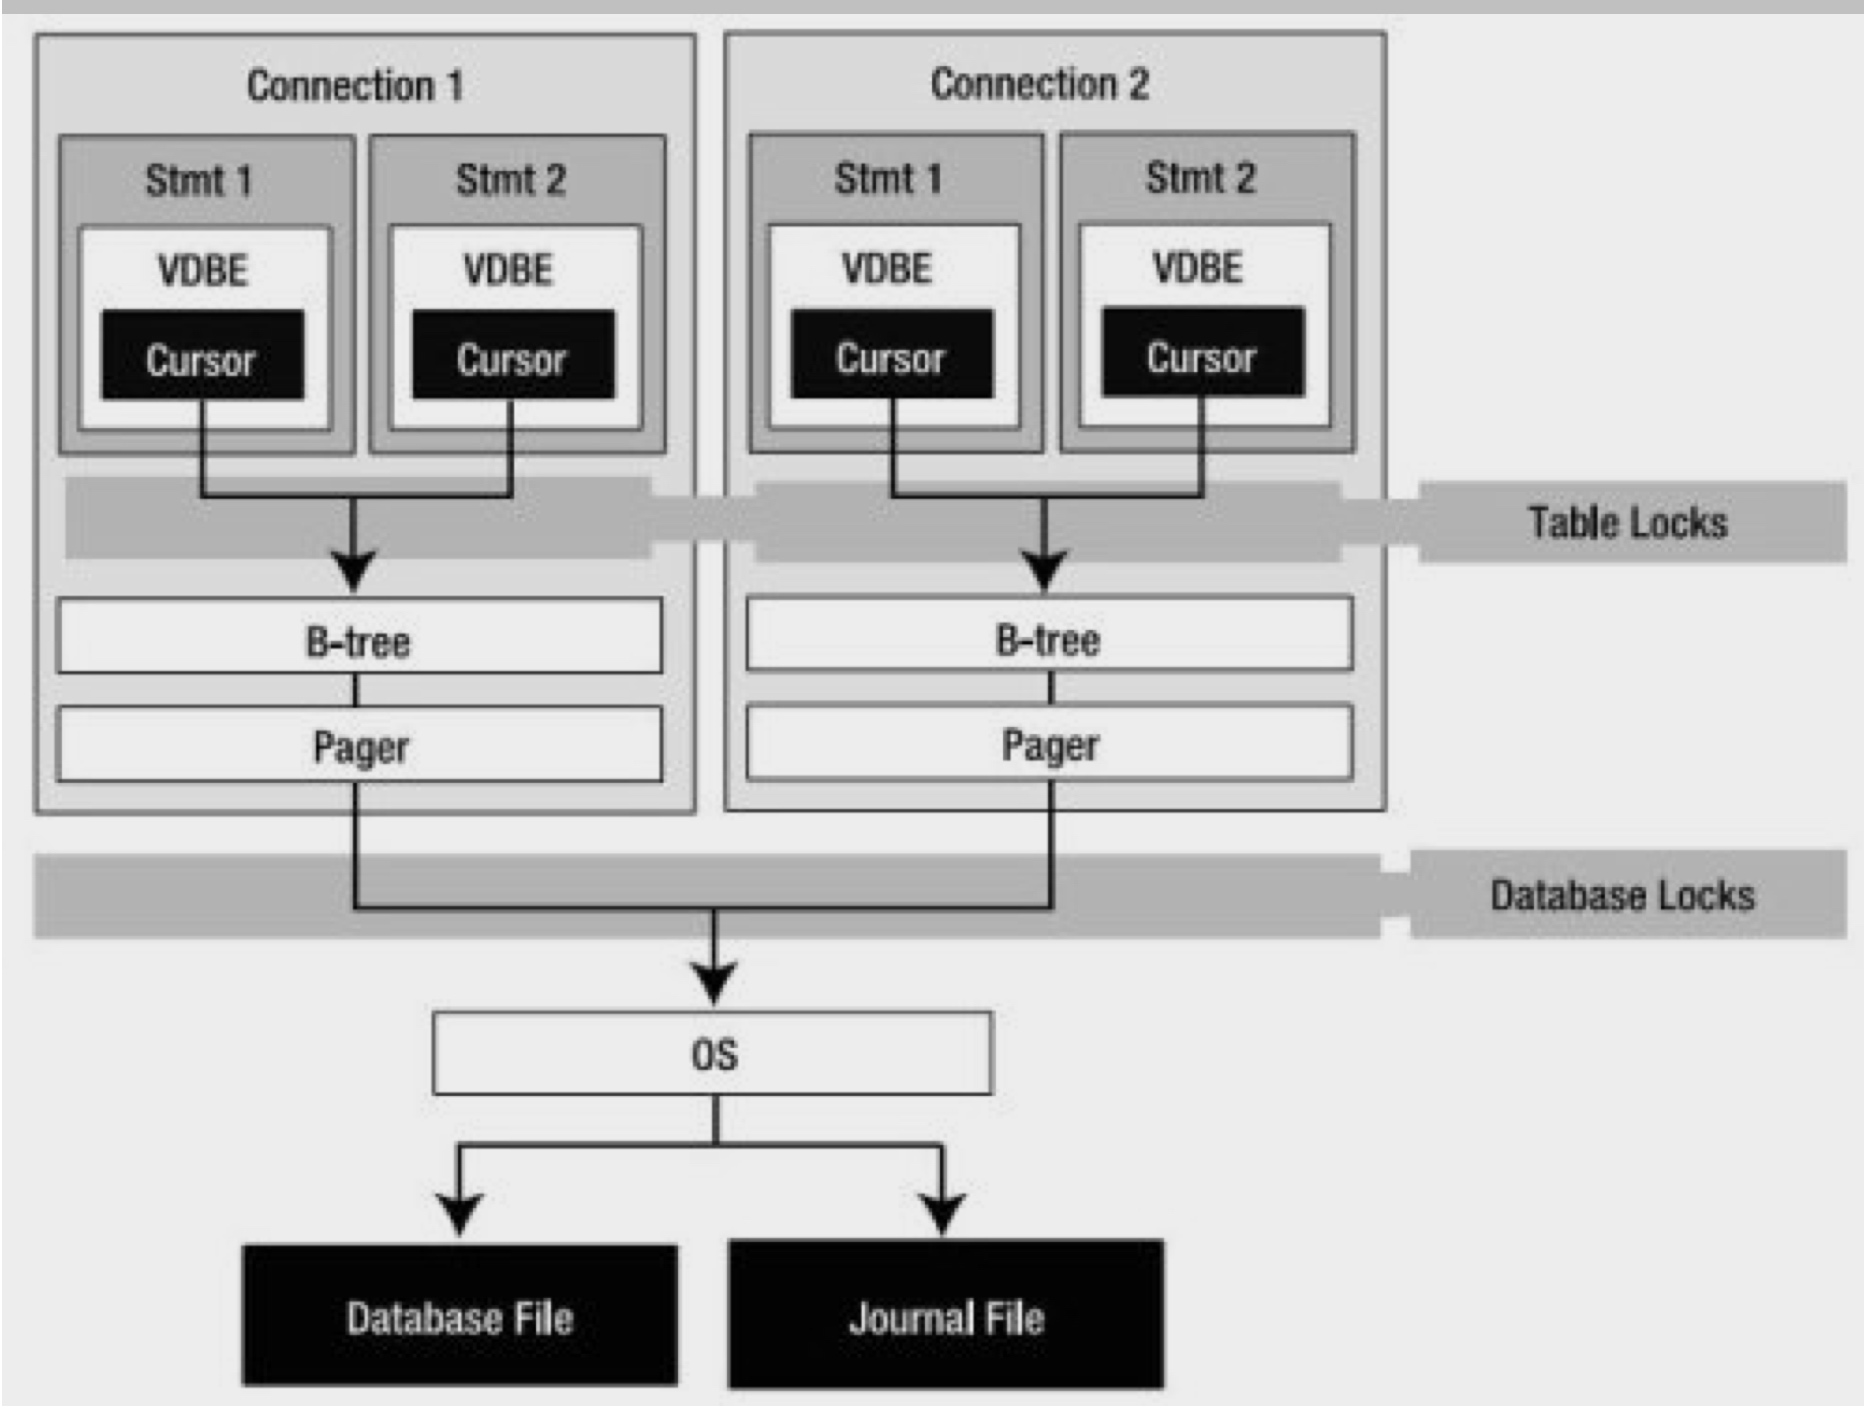 Connection 1
Connection 2
Stmt 1
Stmt 2
Stmt 1
Stmt 2
VDBE
VDBE
VDBE
VDBE
Cursor
Cursor
Cursor
Cursor
Table Locks
B-tree
B-tree
Pager
Pager
Database Locks
OS
Database File
Journal File